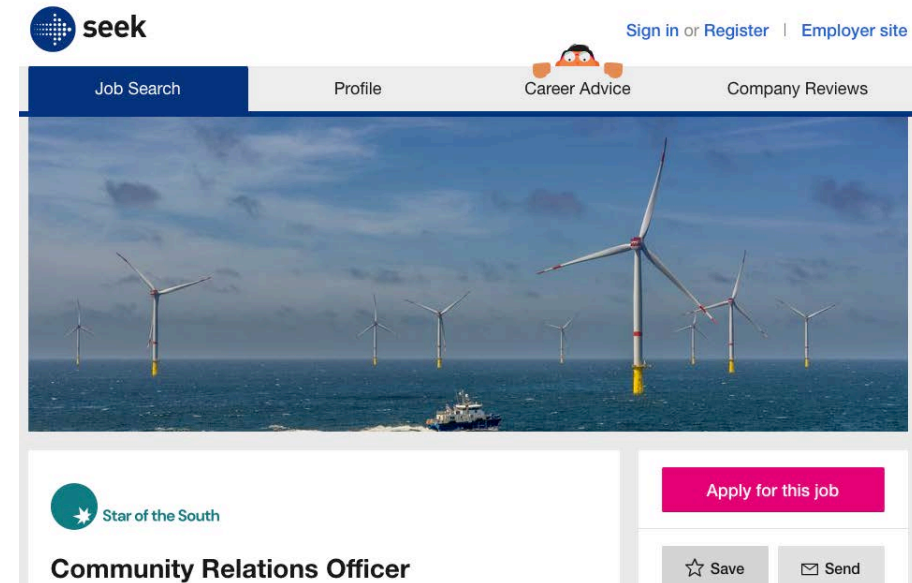 seek
Sign in or Register | Employer site
Job Search Profile Career Advice Company Reviews
Star of the South
Apply for this job
Community Relations Officer
Save Send